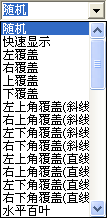 随机
随机
快速显示
左覆盖
右覆盖
上覆盖
下覆盖
左上角覆盖(斜线
右上角覆盖(斜线
左下角覆盖(斜线
右下角覆盖(斜线
左上角覆盖(直线
右上角覆盖(直线
左下角覆盖(直线
右下角覆盖(直线
水平百叶